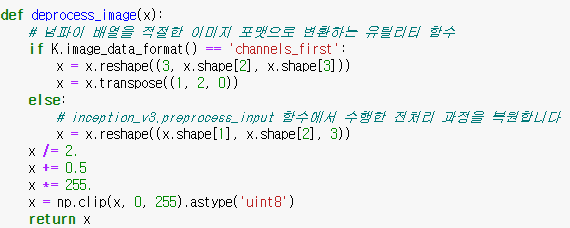 def deprocess_image(x):
    # 넘파이 배열을 적절한 이미지 포맷으로 변환하는 유틸리티 함수
    if K.image_data_format() == 'channels_first':
        x = x.reshape((3, x.shape[2], x.shape[3]))
        x = x.transpose((1, 2, 0))
    else:
        # inception_v3.preprocess_input 함수에서 수행한 전처리 과정을 복원합니다
        x = x.reshape((x.shape[1], x.shape[2], 3))
    x /= 2.
    x += 0.5
    x *= 255.
    x = np.clip(x, 0, 255).astype('uint8')
    return x